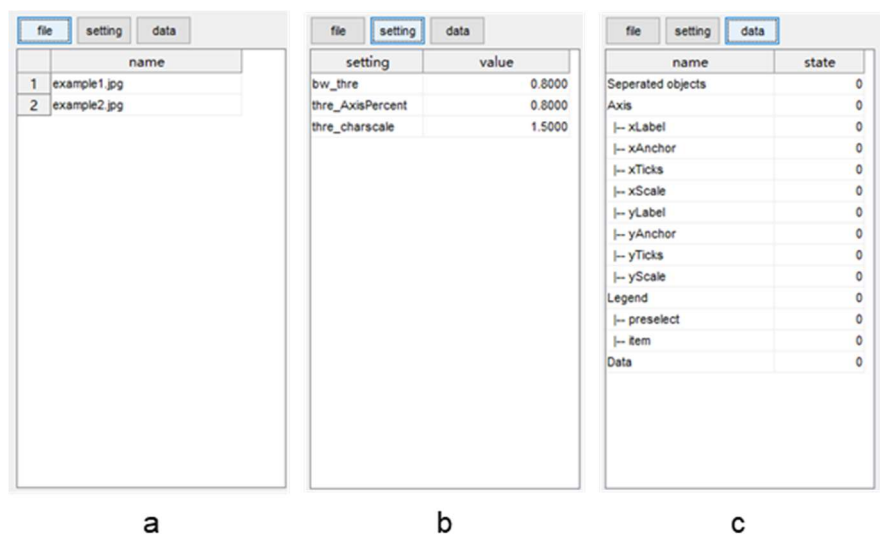 file setting data
name
1 example1.jpg
2 example2.jpg
a
file setting data
setting value
bw_thre 0.8000
thre_AxisPercent 0.8000
thre_charscale 1.5000
b
file setting data
name state
Seperated objects 0
Axis 0
|-- xLabel 0
|-- xAnchor 0
|-- xTicks 0
|-- xScale 0
|-- yLabel 0
|-- yAnchor 0
|-- yTicks 0
|-- yScale 0
Legend 0
|-- preselect 0
|-- item 0
Data 0
c